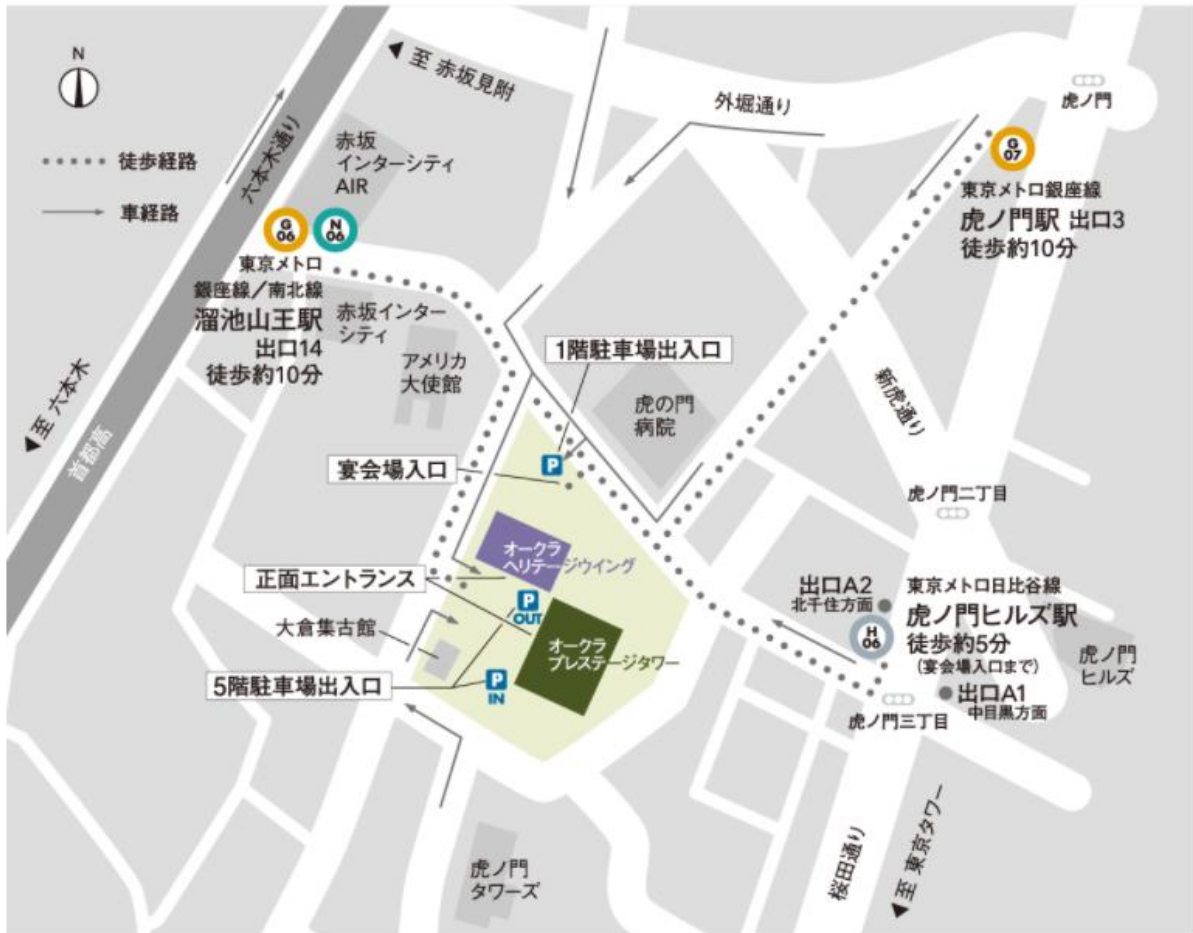 N
徒歩経路
車経路
至 赤坂見附
外堀通り
虎ノ門
六本木通り
赤坂
インターシティ
AIR
G
06
N
06
東京メトロ
銀座線／南北線
溜池山王駅
出口14
徒歩約10分
G
07
東京メトロ銀座線
虎ノ門駅 出口3
徒歩約10分
赤坂インター
シティ
アメリカ
大使館
1階駐車場出入口
虎の門
病院
新虎通り
至 六本木
首都高
P
宴会場入口
虎ノ門二丁目
オークラ
ヘリテージウイング
正面エントランス
P
OUT
大倉集古館
オークラ
プレステージタワー
5階駐車場出入口
P
IN
出口A2
北千住方面
H
06
東京メトロ日比谷線
虎ノ門ヒルズ駅
徒歩約5分
(宴会場入口まで)
出口A1
中目黒方面
虎ノ門
ヒルズ
虎ノ門三丁目
虎ノ門
タワーズ
桜田通り
至 東京タワー